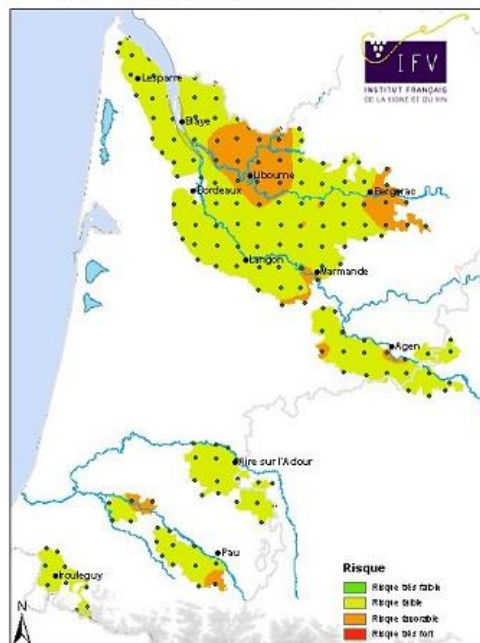 IFV
INSTITUT FRANÇAIS
DE LA VIGNE ET DU VIN
Lesparre
Blaye
Libourne
Bordeaux
Bergerac
Langon
Marmande
Agen
Aire sur l'Adour
Pau
Irouleguy
Risque
Risque très faible
Risque faible
Risque favorable
Risque très fort
N